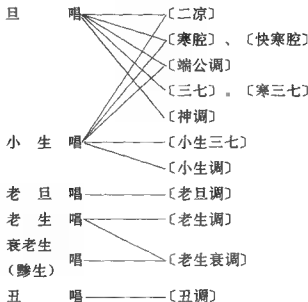 旦 唱 〔二凉〕
〔寒腔〕、〔快寒腔〕
〔端公调〕
〔三七〕。〔寒三七〕
〔神调〕
小生 唱 〔小生三七〕
〔小生调〕
老旦 唱 〔老旦调〕
老生 唱 〔老生调〕
衰老生
（黪生） 唱 〔老生衰调〕
丑 唱 〔丑调〕